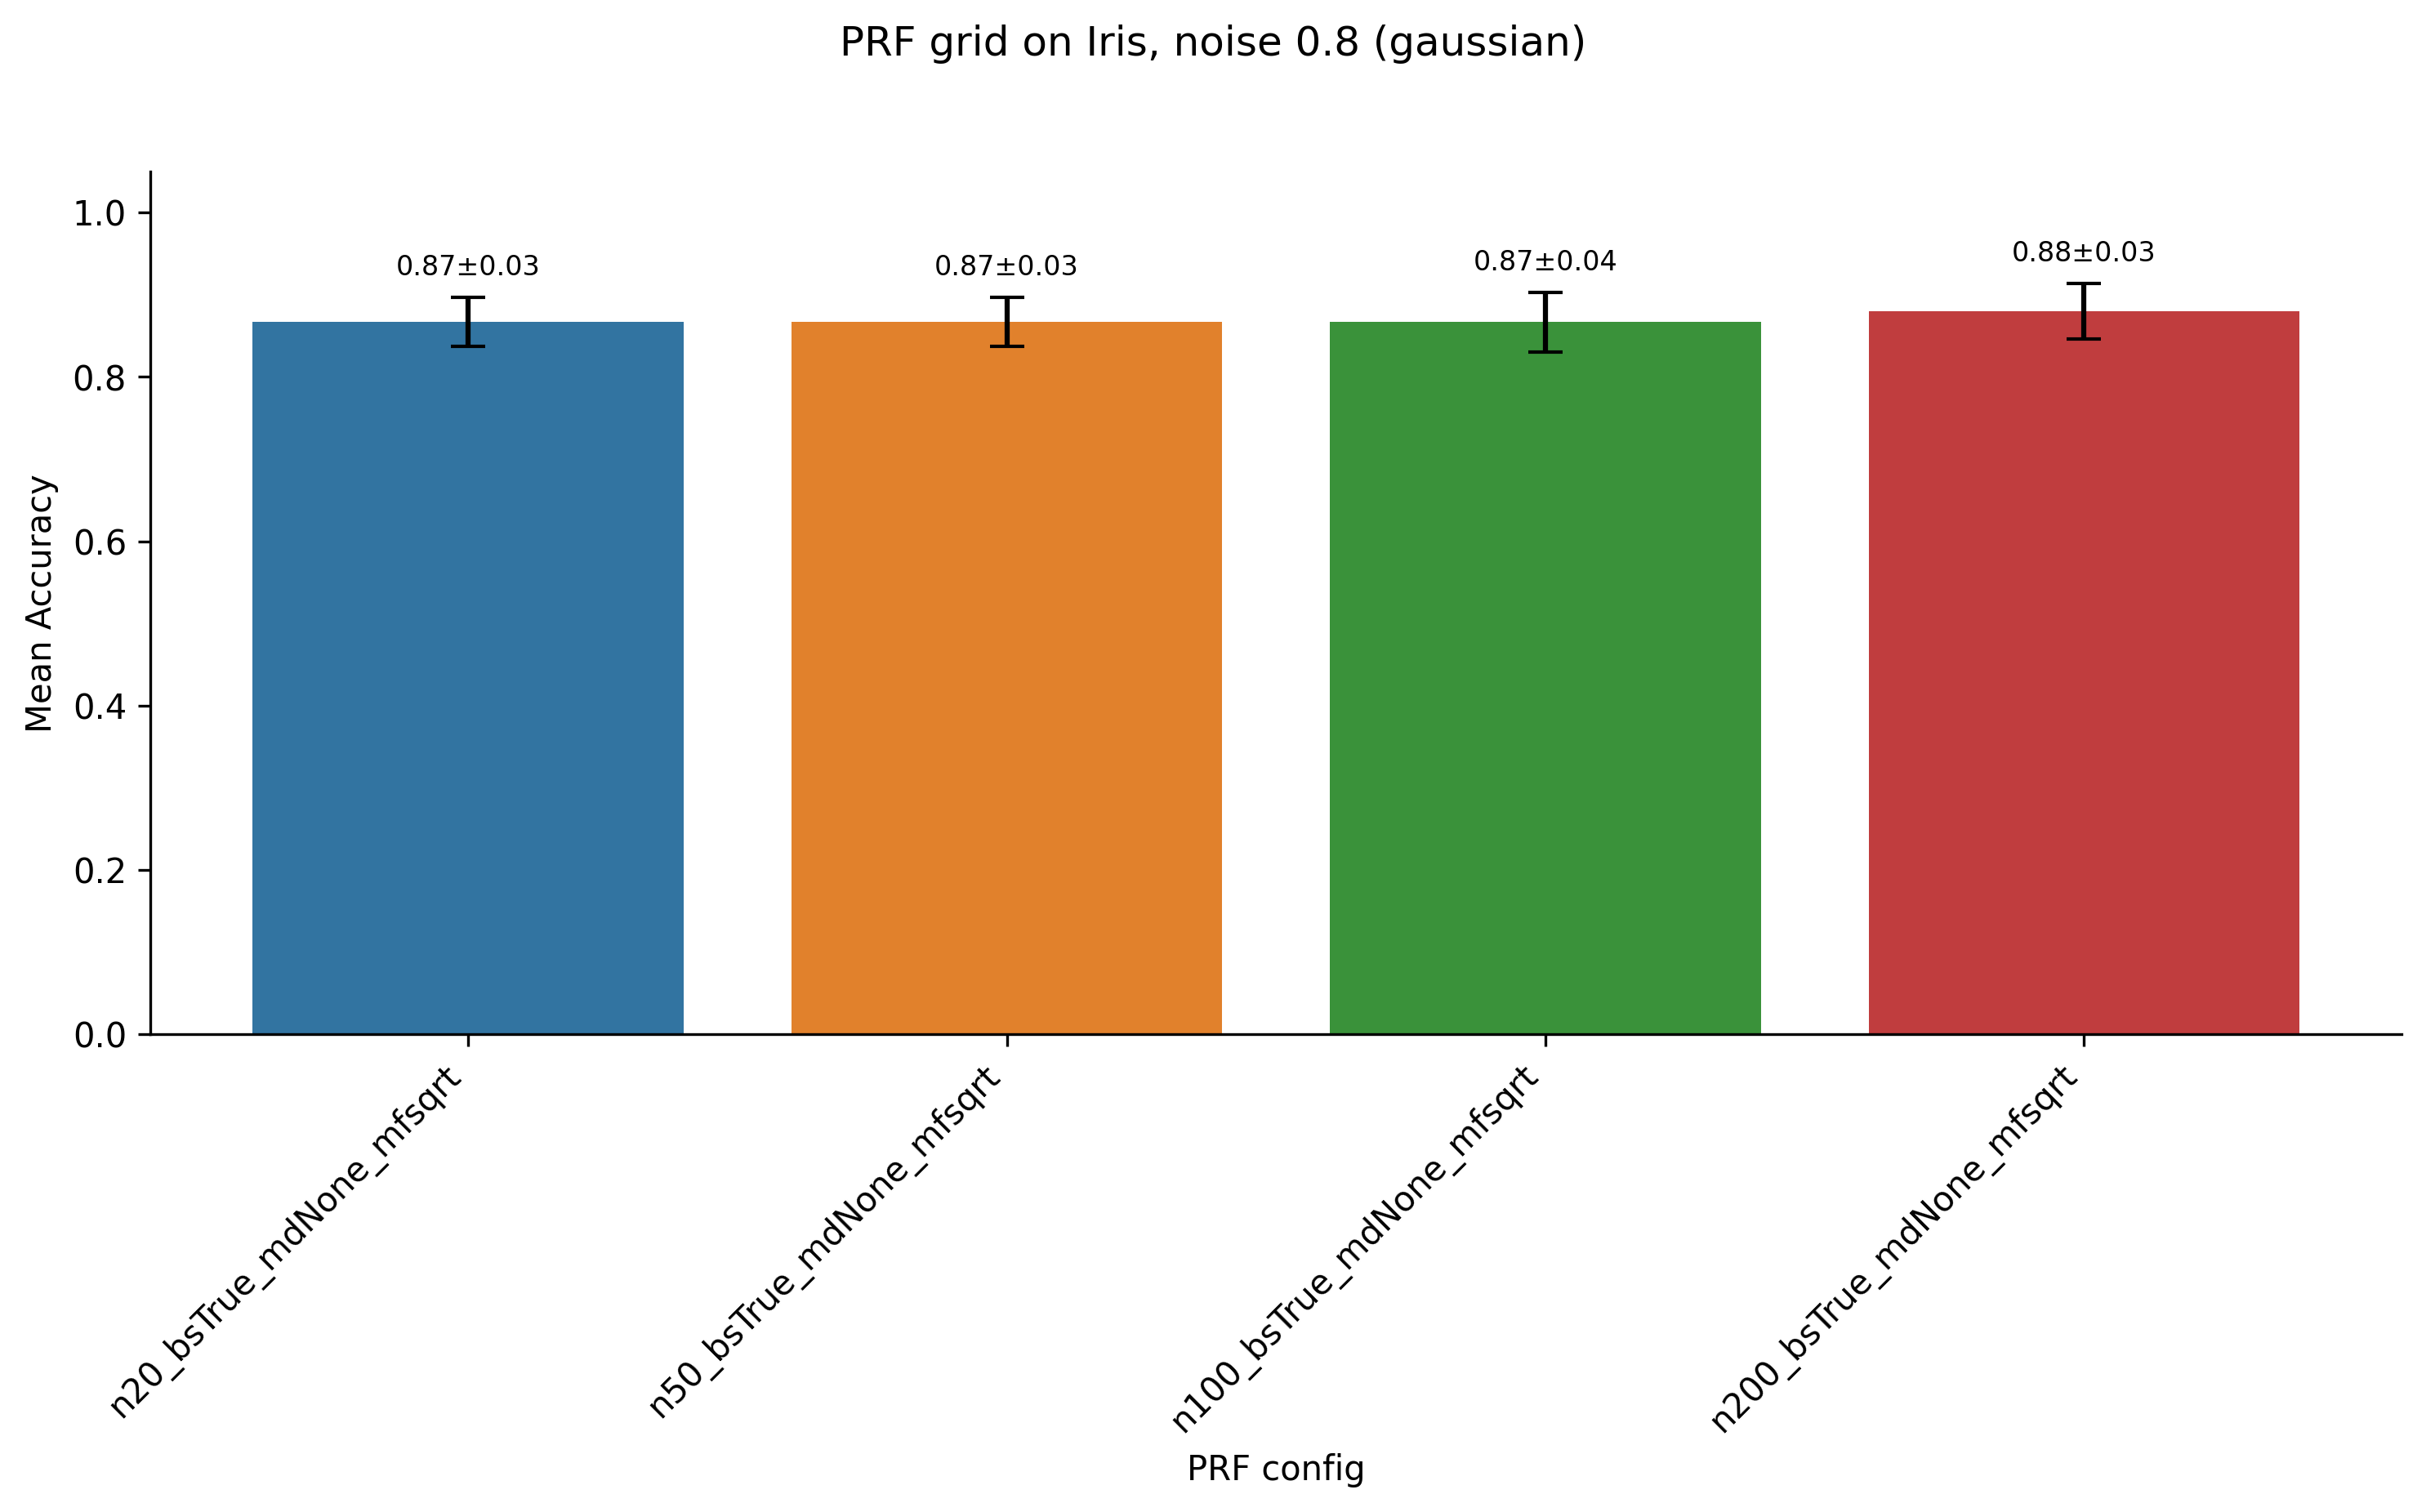 PRF grid on Iris, noise 0.8 (gaussian)
Mean Accuracy
1.0
0.8
0.6
0.4
0.2
0.0
0.87±0.03
0.87±0.03
0.87±0.04
0.88±0.03
n20_bsTrue_mdNone_mfsqrt
n50_bsTrue_mdNone_mfsqrt
n100_bsTrue_mdNone_mfsqrt
n200_bsTrue_mdNone_mfsqrt
PRF config